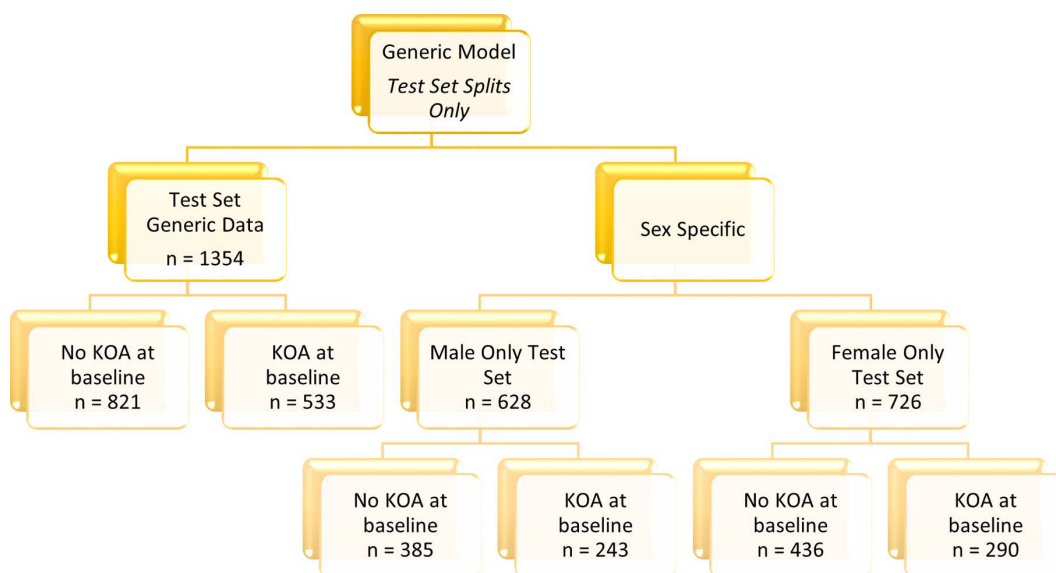 Generic Model
Test Set Splits
Only
Test Set
Generic Data
n = 1354
Sex Specific
No KOA at
baseline
n = 821
KOA at
baseline
n = 533
Male Only Test
Set
n = 628
Female Only
Test Set
n = 726
No KOA at
baseline
n = 385
KOA at
baseline
n = 243
No KOA at
baseline
n = 436
KOA at
baseline
n = 290